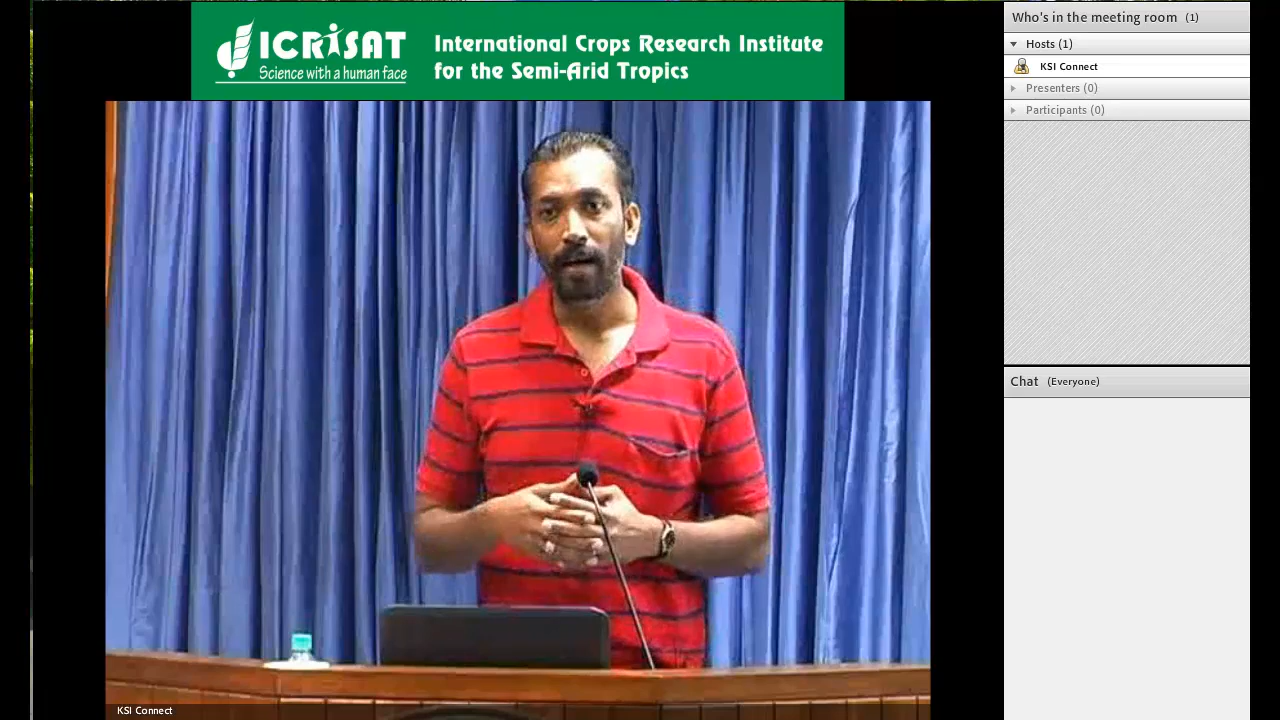 ICRISAT
Science with a human face
International Crops Research Institute
for the Semi-Arid Tropics
Who's in the meeting room (1)
Hosts (1)
KSI Connect
Presenters (0)
Participants (0)
Chat (Everyone)
KSI Connect